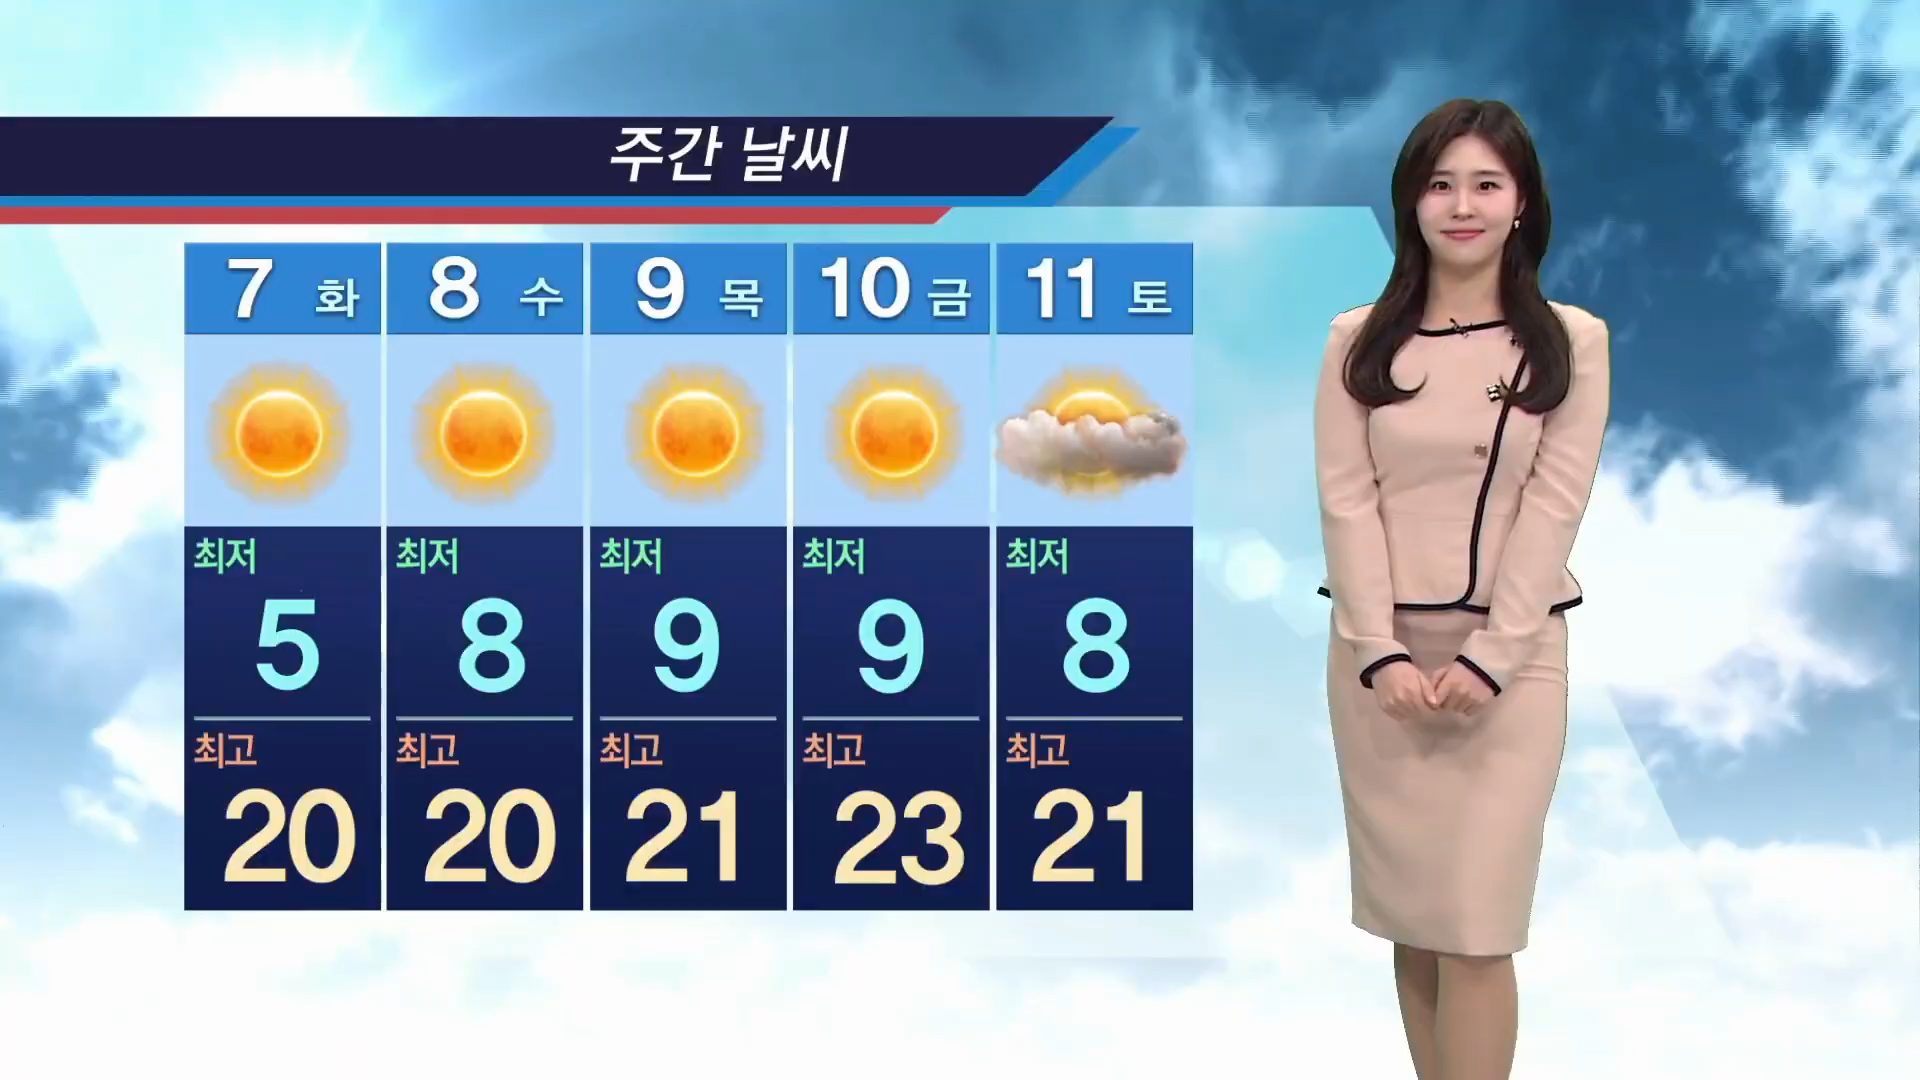 주간 날씨
7 화 8 수 9 목 10 금 11 토
최저 최저 최저 최저 최저
5 8 9 9 8
최고 최고 최고 최고 최고
20 20 21 23 21